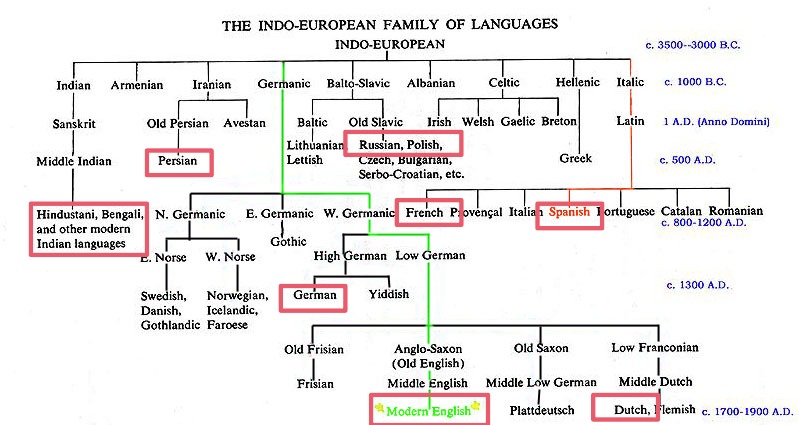 THE INDO-EUROPEAN FAMILY OF LANGUAGES
INDO-EUROPEAN
c. 3500--3000 B.C.
Indian Armenian Iranian Germanic Balto-Slavic Albanian Celtic Hellenic Italic c. 1000 B.C.
Sanskrit Old Persian Avestan Baltic Old Slavic Irish Welsh Gaelic Breton Latin 1 A.D. (Anno Domini)
Lithuanian Russian, Polish,
Middle Indian Persian Lettish Czech, Bulgarian, Greek c. 500 A.D.
Serbo-Croatian, etc.
Hindustani, Bengali, N. Germanic E. Germanic W. Germanic French Provençal Italian Spanish Portuguese Catalan Romanian
and other modern c. 800-1200 A.D.
Indian languages Gothic
E. Norse W. Norse High German Low German
c. 1300 A.D.
Swedish, Norwegian, German Yiddish
Danish, Icelandic,
Gothlandic Faroese
Old Frisian Anglo-Saxon Old Saxon Low Franconian
(Old English)
Frisian Middle English Middle Low German Middle Dutch
*Modern English* Plattdeutsch Dutch, Flemish c. 1700-1900 A.D.